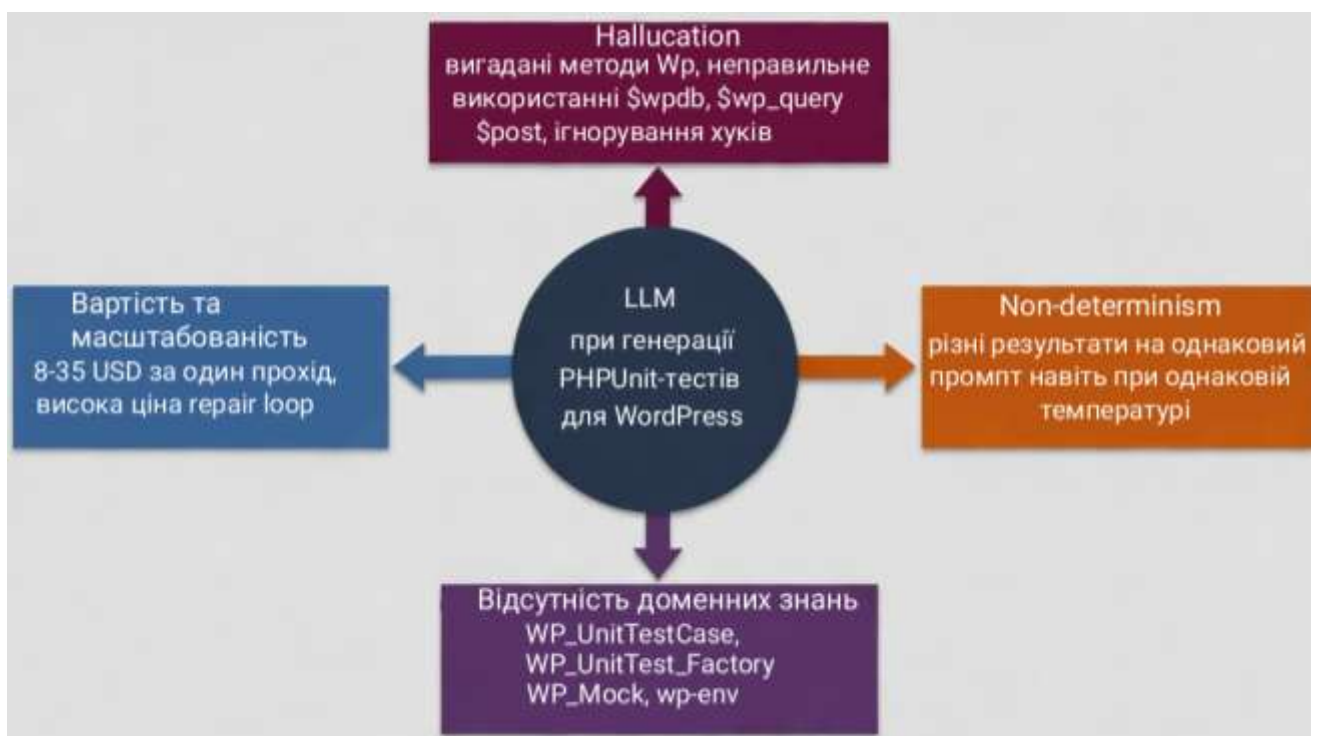 Hallucation
вигадані методи Wp, неправильне
використанні $wpdb, $wp_query
$post, ігнорування хуків
Вартість та
масштабованість
8-35 USD за один прохід,
висока ціна repair loop
LLM
при генерації
PHPUnit-тестів
для WordPress
Non-determinism
різні результати на однаковий
промпт навіть при однаковій
температурі
Відсутність доменних знань
WP_UnitTestCase,
WP_UnitTest_Factory
WP_Mock, wp-env